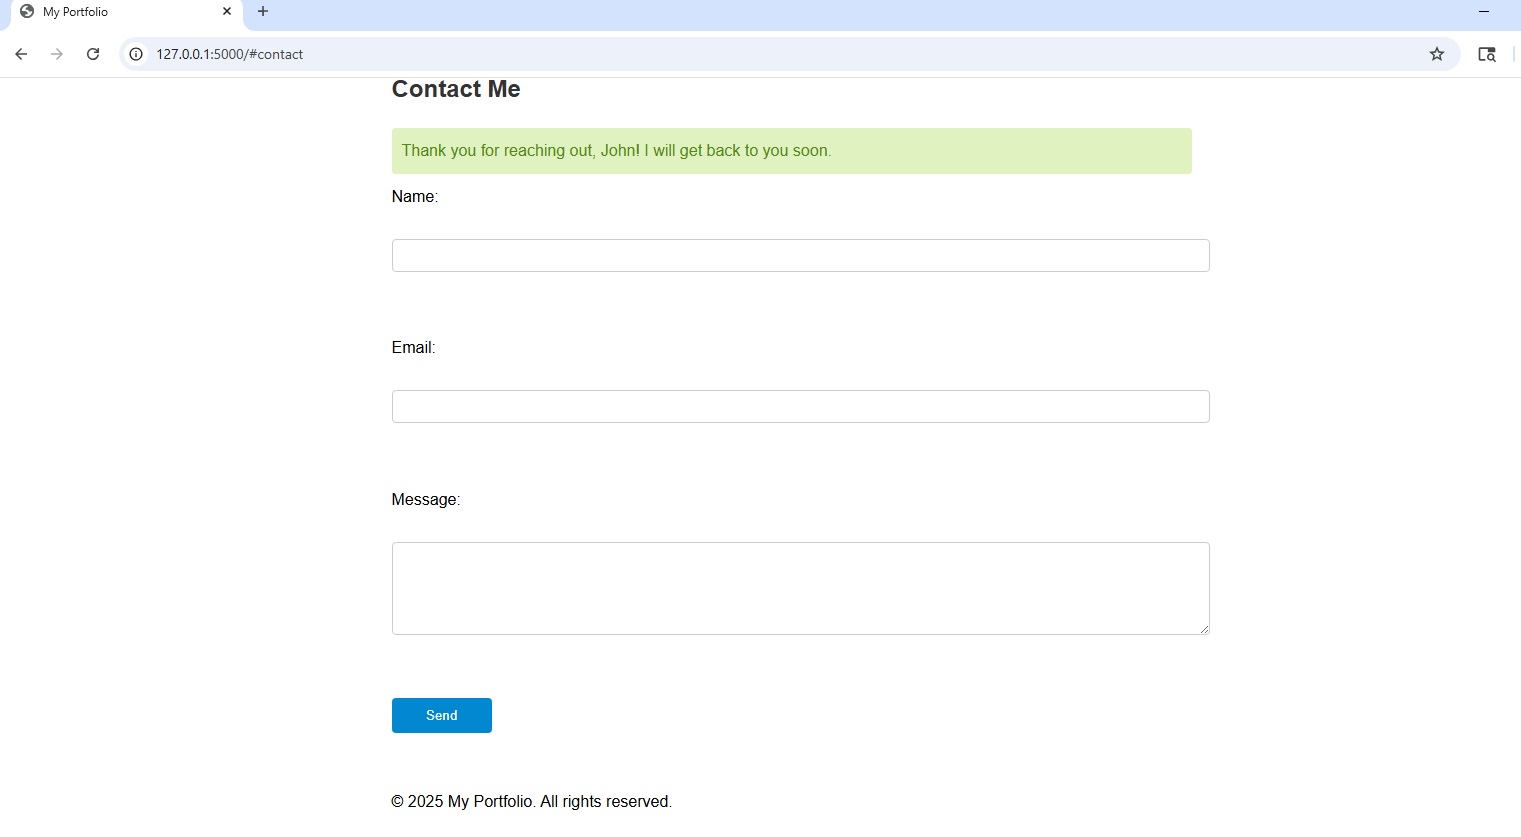 My Portfolio
127.0.0.1:5000/#contact
Contact Me
Thank you for reaching out, John! I will get back to you soon.
Name:
Email:
Message:
Send
© 2025 My Portfolio. All rights reserved.